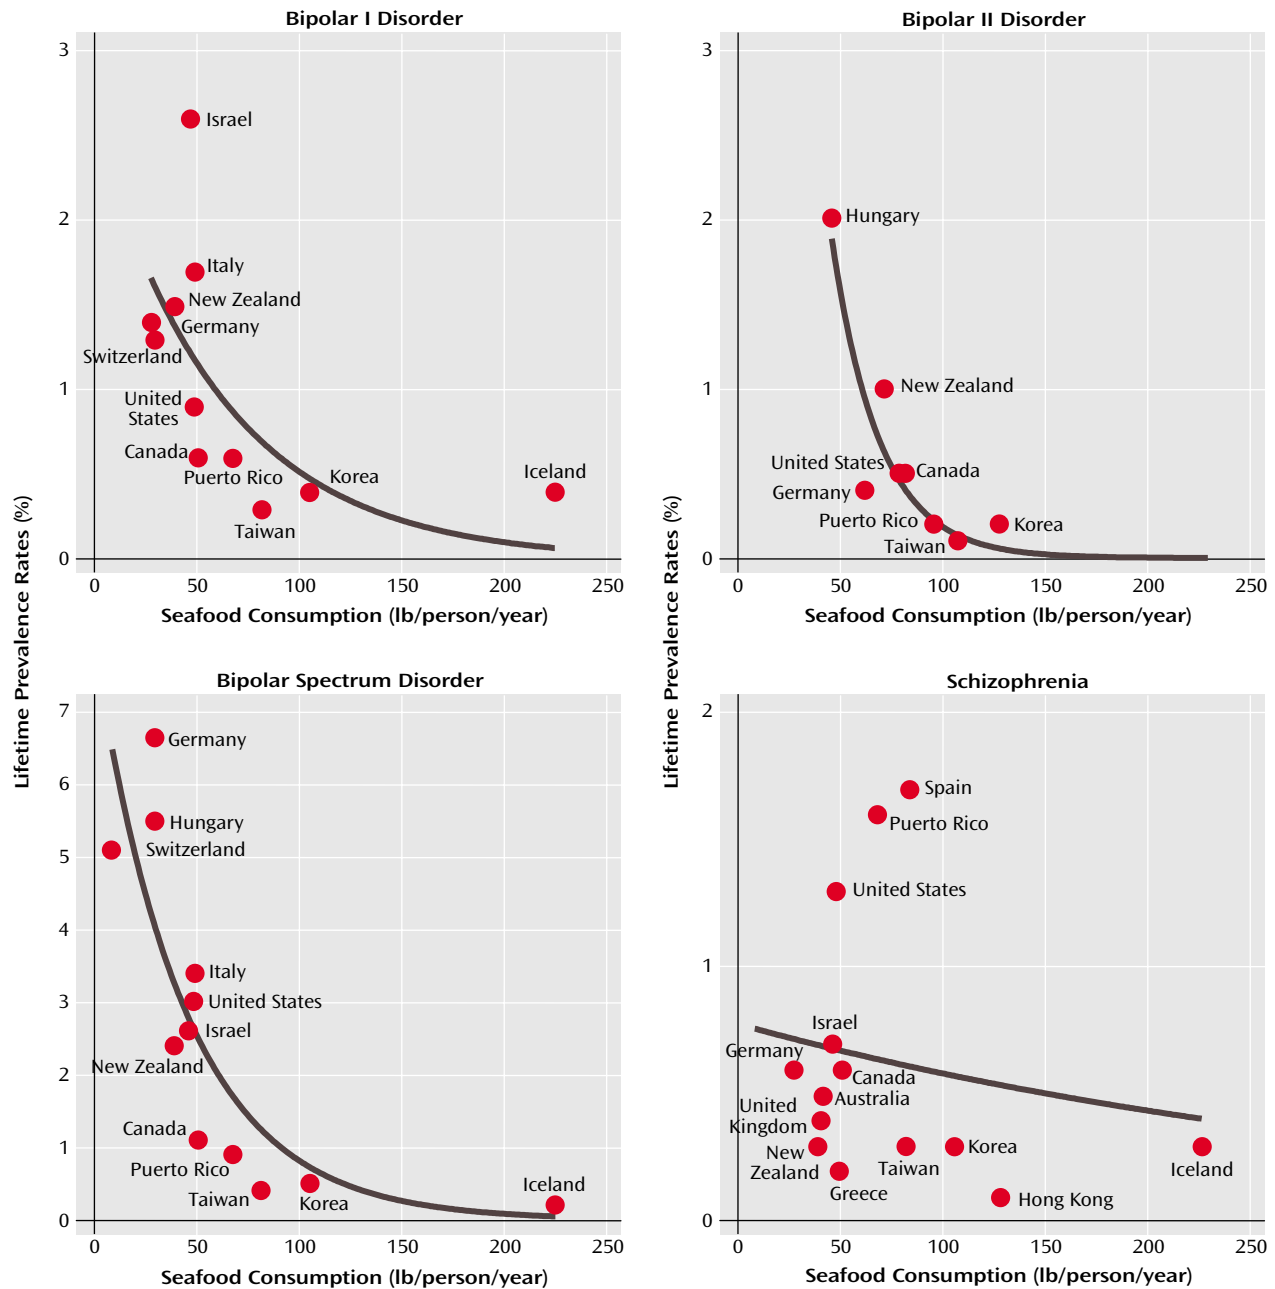 Bipolar I Disorder
3
2
1
0
Israel
Italy
New Zealand
Germany
Switzerland
United
States
Canada
Puerto Rico
Korea
Taiwan
Iceland
0 50 100 150 200 250
Seafood Consumption (lb/person/year)
Lifetime Prevalence Rates (%)
Bipolar II Disorder
3
2
1
0
Hungary
New Zealand
United States
Canada
Germany
Puerto Rico
Korea
Taiwan
0 50 100 150 200 250
Seafood Consumption (lb/person/year)
Lifetime Prevalence Rates (%)
Bipolar Spectrum Disorder
7
6
5
4
3
2
1
0
Germany
Hungary
Switzerland
Italy
United States
Israel
New Zealand
Canada
Puerto Rico
Taiwan
Korea
Iceland
0 50 100 150 200 250
Seafood Consumption (lb/person/year)
Schizophrenia
2
1
0
Spain
Puerto Rico
United States
Israel
Germany
Canada
Australia
United
Kingdom
New
Zealand
Taiwan
Korea
Iceland
Greece
Hong Kong
0 50 100 150 200 250
Seafood Consumption (lb/person/year)